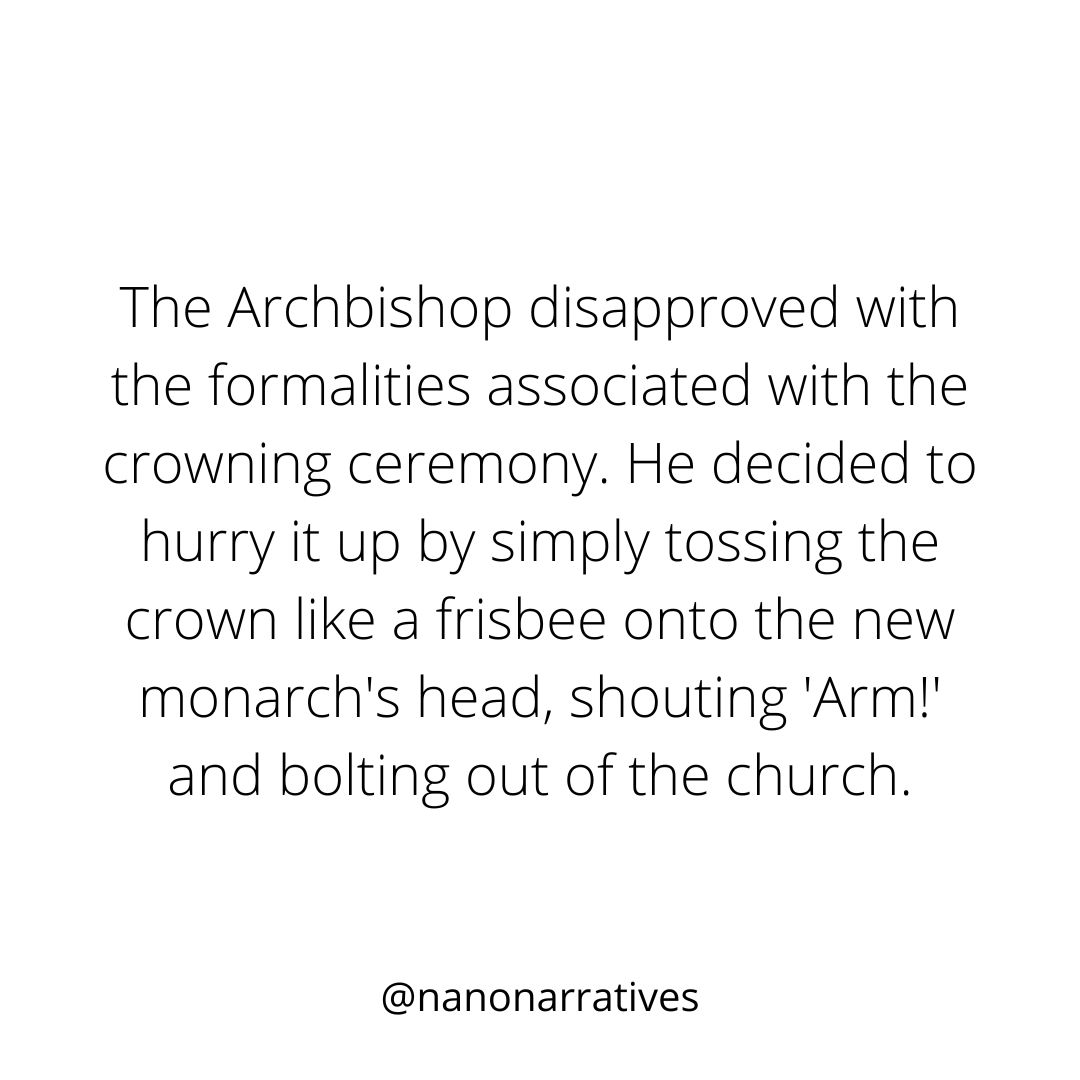 The Archbishop disapproved with
the formalities associated with the
crowning ceremony. He decided to
hurry it up by simply tossing the
crown like a frisbee onto the new
monarch's head, shouting 'Arm!'
and bolting out of the church.
@nanonarratives